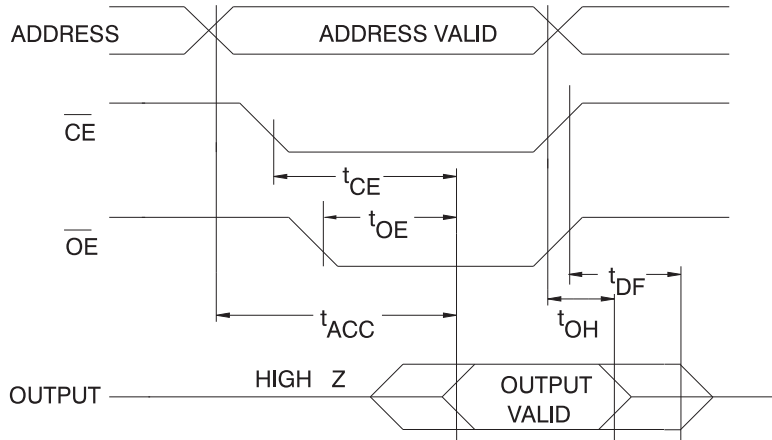 ADDRESS ADDRESS VALID
CE
tCE
OE
tOE
tDF
tACC
tOH
OUTPUT HIGH Z OUTPUT
VALID